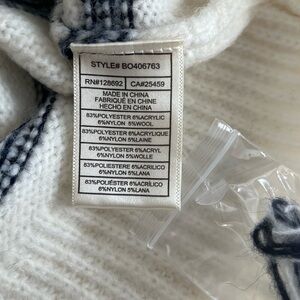 STYLE# BO406763
RN#128692 CA#25459
MADE IN CHINA
FABRIQUÉ EN CHINE
HECHO EN CHINA
83%POLYESTER 6%ACRYLIC
6%NYLON 5%WOOL
83%POLYESTER 6%ACRYLIQUE
6%NYLON 5%LAINE
83%POLYESTER 6%ACRYL
6%NYLON 5%WOLLE
83%POLIESTERE 6%ACRILICO
6%NYLON 5%LANA
83%POLIÉSTER 6%ACRÍLICO
6%NYLON 5%LANA